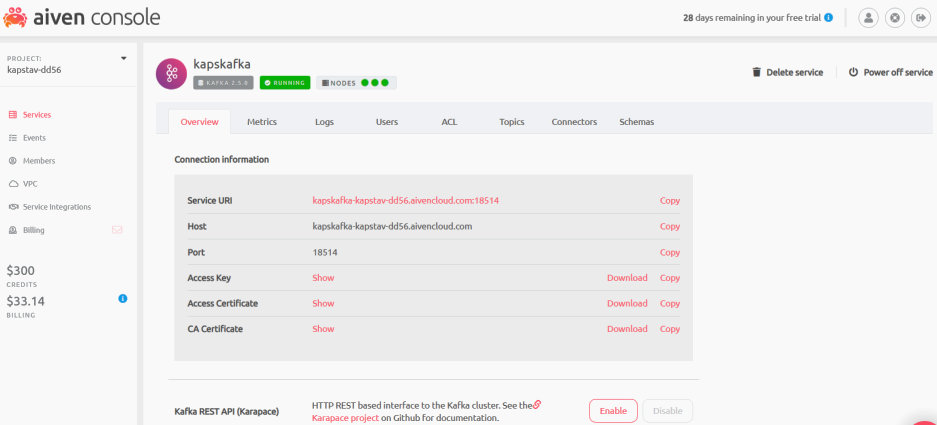 aiven console
28 days remaining in your free trial
PROJECT:
kapstav-dd56
Services
Events
Members
VPC
Service Integrations
Billing
$300
CREDITS
$33.14
BILLING
kapskafka
KAFKA 2.5.0 RUNNING NODES
Delete service Power off service
Overview Metrics Logs Users ACL Topics Connectors Schemas
Connection information
Service URI kapskafka-kapstav-dd56.aivencloud.com:18514 Copy
Host kapskafka-kapstav-dd56.aivencloud.com Copy
Port 18514 Copy
Access Key Show Download Copy
Access Certificate Show Download Copy
CA Certificate Show Download Copy
Kafka REST API (Karapace) HTTP REST based interface to the Kafka cluster. See the
Karapace project on Github for documentation.
Enable Disable